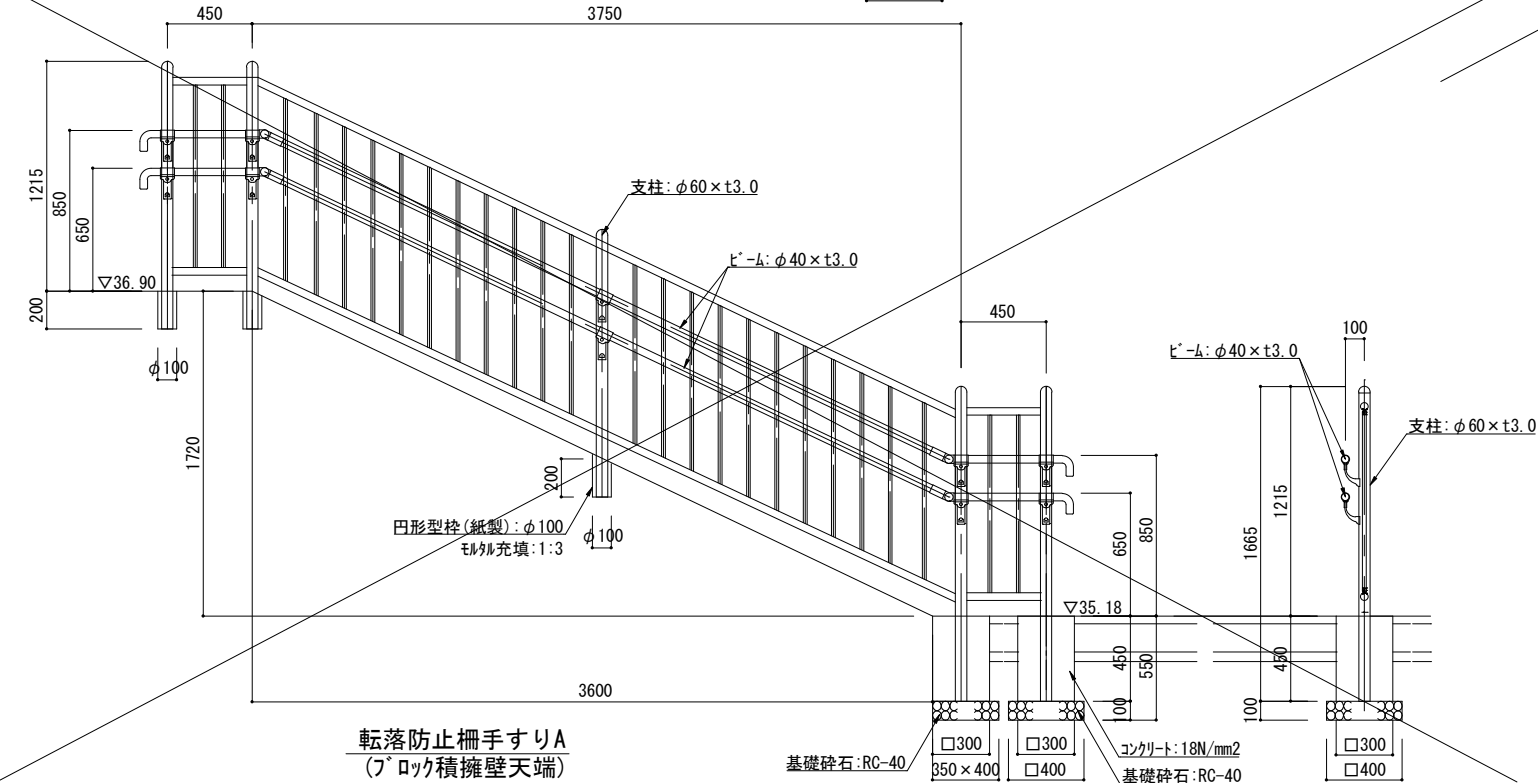 450
3750
1215
850
650
▽36.90
200
φ100
支柱：φ60×t3.0
ﾋﾞｰﾑ：φ40×t3.0
450
100
ﾋﾞｰﾑ：φ40×t3.0
支柱：φ60×t3.0
1720
200
円形型枠(紙製)：φ100
ﾓﾙﾀﾙ充填：1:3
φ100
650
850
1665
1215
▽35.18
450
550
100
450
100
3600
転落防止柵手すりA
(ﾌﾞﾛｯｸ積擁壁天端)
基礎砕石：RC-40
□300
350×400
□300
□400
ｺﾝｸﾘｰﾄ：18N/mm2
基礎砕石：RC-40
□300
□400